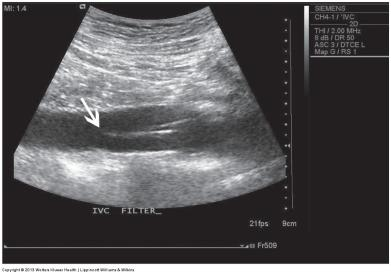 MI: 1.4
SIEMENS
CH4-1 / *IVC
2D
THI / 2.00 MHz
8 dB / DR 50
ASC 3 / DTCE L
Map G / RS 1
IVC FILTER_
21fps 9cm
Fr509
Copyright © 2013 Wolters Kluwer Health | Lippincott Williams & Wilkins